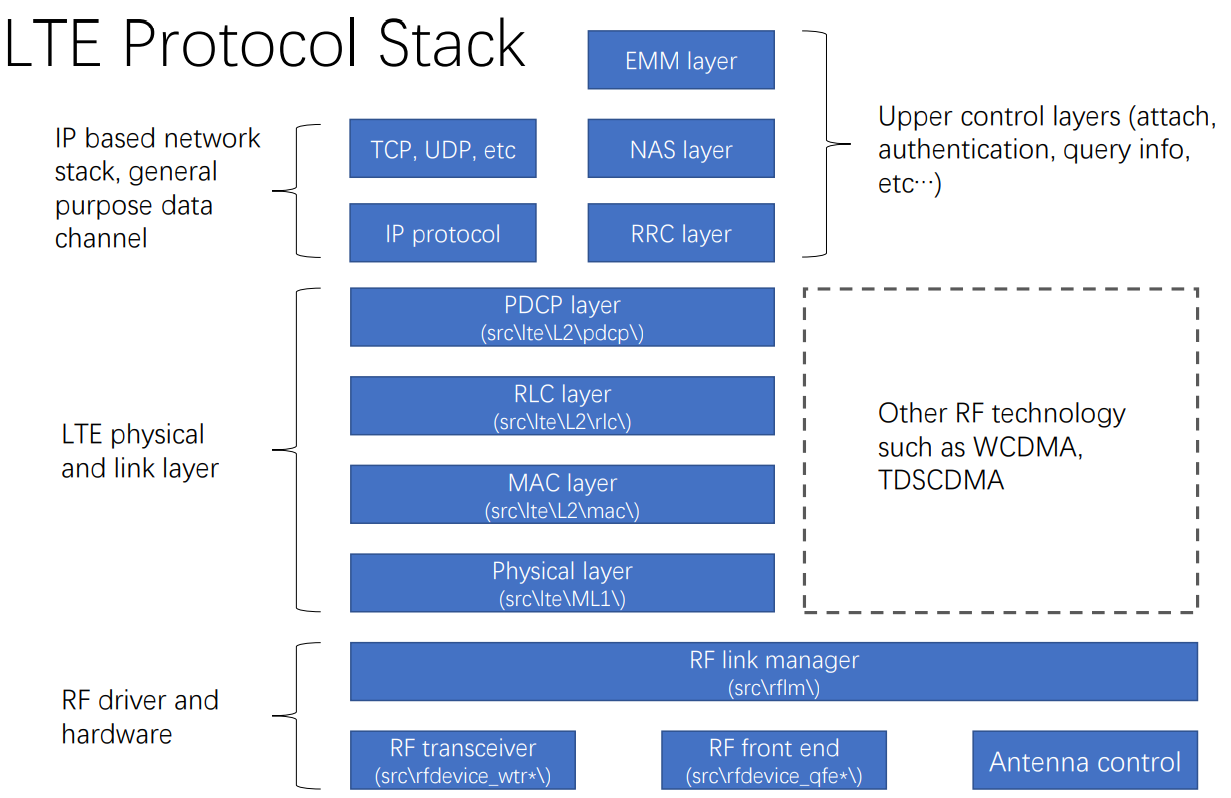 LTE Protocol Stack
EMM layer
IP based network
stack, general
purpose data
channel
TCP, UDP, etc
NAS layer
IP protocol
RRC layer
Upper control layers (attach,
authentication, query info,
etc…)
LTE physical
and link layer
PDCP layer
(src\lte\L2\pdcp\)
RLC layer
(src\lte\L2\rlc\)
MAC layer
(src\lte\L2\mac\)
Physical layer
(src\lte\ML1\)
Other RF technology
such as WCDMA,
TDSCDMA
RF driver and
hardware
RF link manager
(src\rflm\)
RF transceiver
(src\rfdevice_wtr*\)
RF front end
(src\rfdevice_qfe*\)
Antenna control